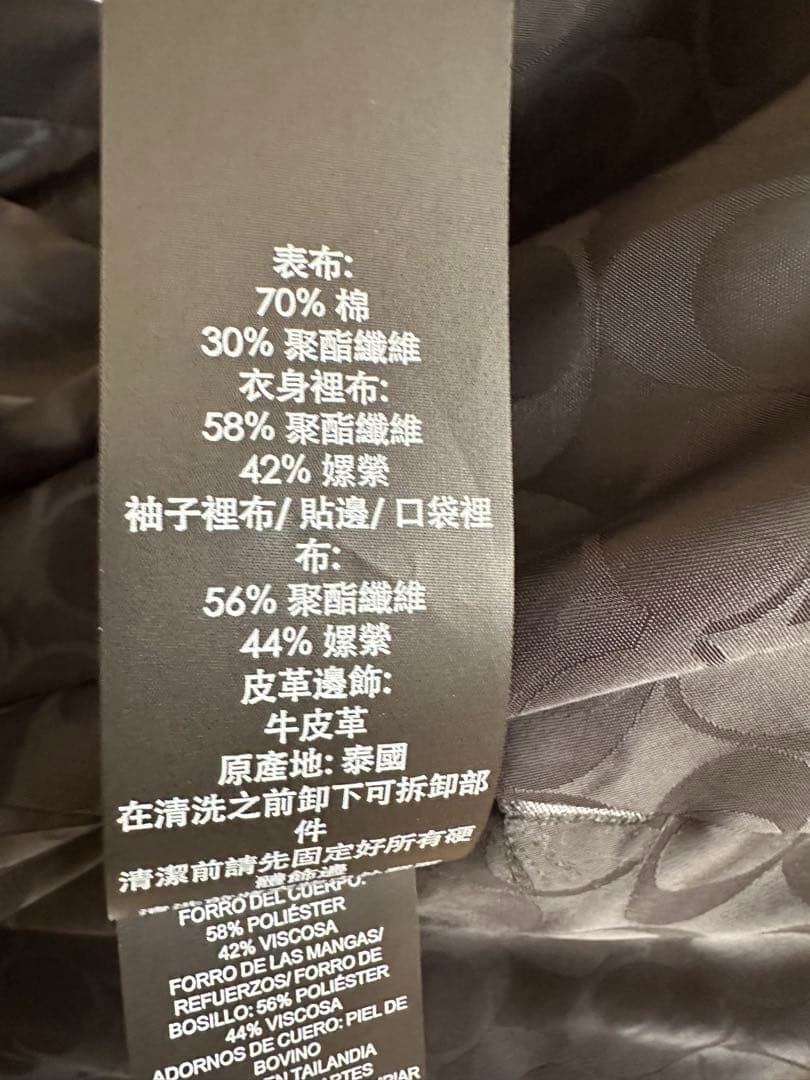 表布:
70% 棉
30% 聚酯纖維
衣身裡布:
58% 聚酯纖維
42% 嫘縈
袖子裡布/ 貼邊/ 口袋裡
布:
56% 聚酯纖維
44% 嫘縈
皮革邊飾:
牛皮革
原產地: 泰國
在清洗之前卸下可拆卸部
件
清潔前請先固定好所有硬
FORRO DEL CUERPO:
58% POLIÉSTER
42% VISCOSA
FORRO DE LAS MANGAS/
REFUERZOS/ FORRO DE
BOSILLO: 56% POLIÉSTER
44% VISCOSA
ADORNOS DE CUERO: PIEL DE
BOVINO
EN TAILANDIA